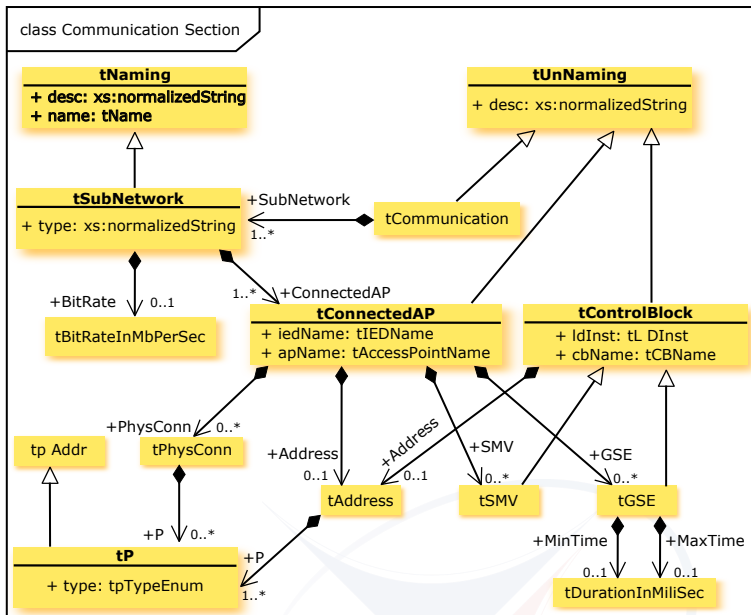 class Communication Section
tNaming
+ desc: xs:normalizedString
+ name: tName
tUnNaming
+ desc: xs:normalizedString
tSubNetwork
+ type: xs:normalizedString
+SubNetwork
1..*
tCommunication
+BitRate
0..1
1..*
+ConnectedAP
tBitRateInMbPerSec
tConnectedAP
+ iedName: tIEDName
+ apName: tAccessPointName
tControlBlock
+ ldInst: tL DInst
+ cbName: tCBName
+PhysConn
0..*
+Address
0..1
+Address
0..1
+SMV
0..*
+GSE
0..*
tp Addr
tPhysConn
tAddress
tSMV
tGSE
+P
0..*
+P
1..*
+MinTime
0..1
+MaxTime
0..1
tP
+ type: tpTypeEnum
tDurationInMiliSec